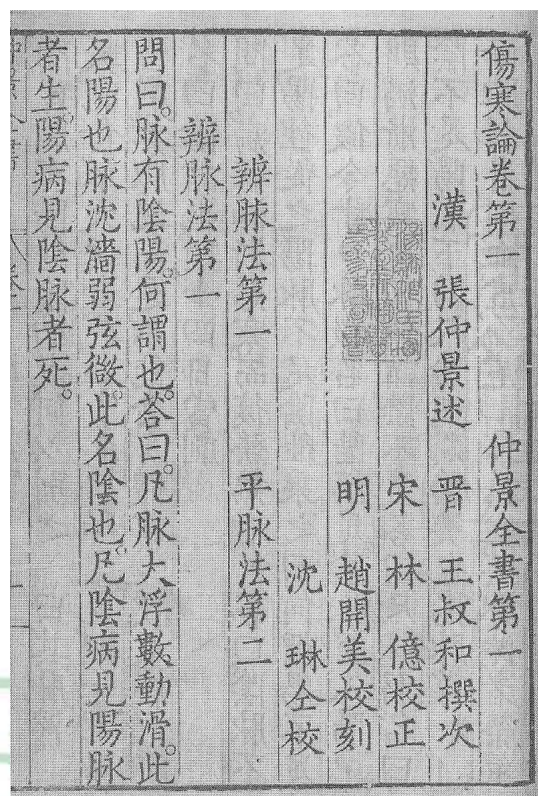 傷寒論卷第一 仲景全書第一
漢 張仲景述 晋 王叔和撰次
宋 林 億校正
明 趙開美校刻
沈 琳仝校
辨脉法第一 平脉法第二
辨脉法第一
問曰。脉有陰陽。何謂也。荅曰。凡脉大、浮、數、動、滑。此
名陽也。脉沈濇弱弦微。此名陰也。凡陰病見陽脉
者生。陽病見陰脉者死。